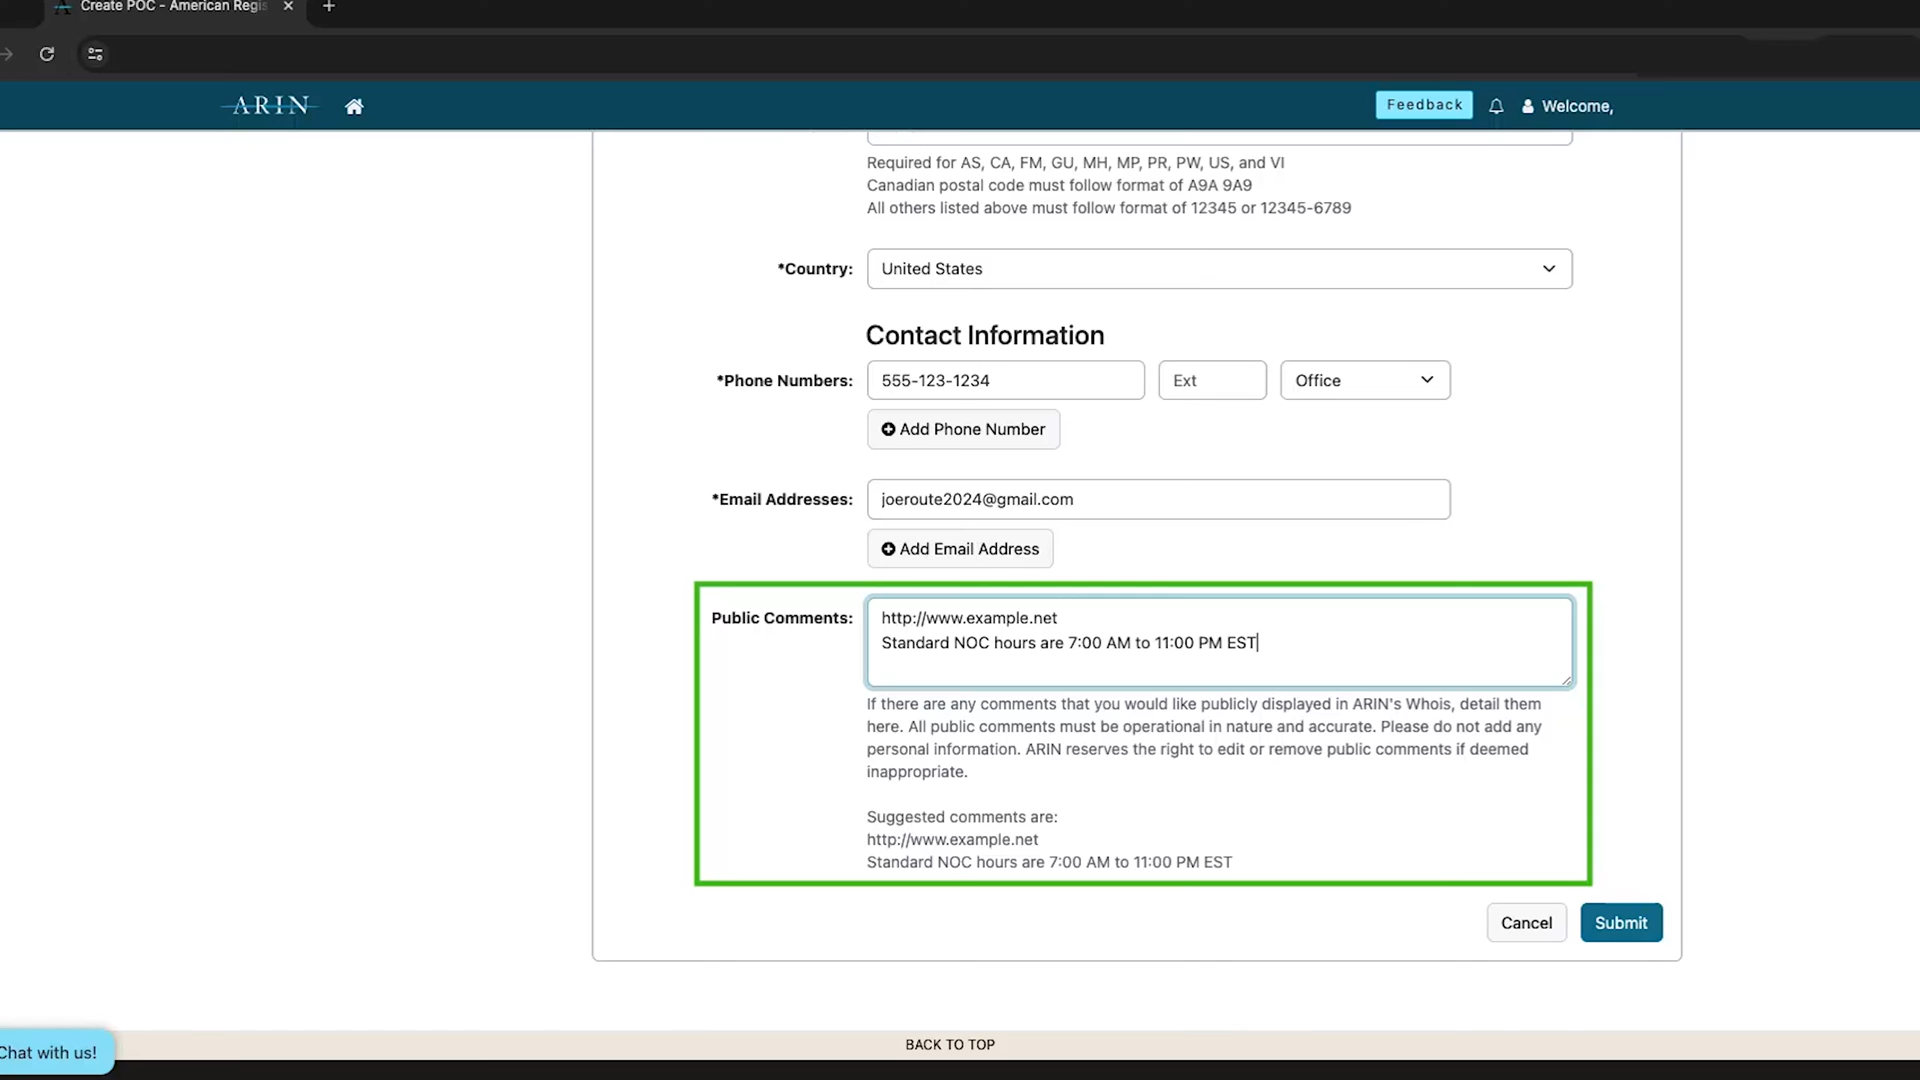 Create POC - American Regis
ARIN
Feedback
Welcome,
Required for AS, CA, FM, GU, MH, MP, PR, PW, US, and VI
Canadian postal code must follow format of A9A 9A9
All others listed above must follow format of 12345 or 12345-6789
*Country:
United States
Contact Information
*Phone Numbers:
555-123-1234
Ext
Office
Add Phone Number
*Email Addresses:
joeroute2024@gmail.com
Add Email Address
Public Comments:
http://www.example.net
Standard NOC hours are 7:00 AM to 11:00 PM EST
If there are any comments that you would like publicly displayed in ARIN's Whois, detail them
here. All public comments must be operational in nature and accurate. Please do not add any
personal information. ARIN reserves the right to edit or remove public comments if deemed
inappropriate.
Suggested comments are:
http://www.example.net
Standard NOC hours are 7:00 AM to 11:00 PM EST
Cancel
Submit
Chat with us!
BACK TO TOP